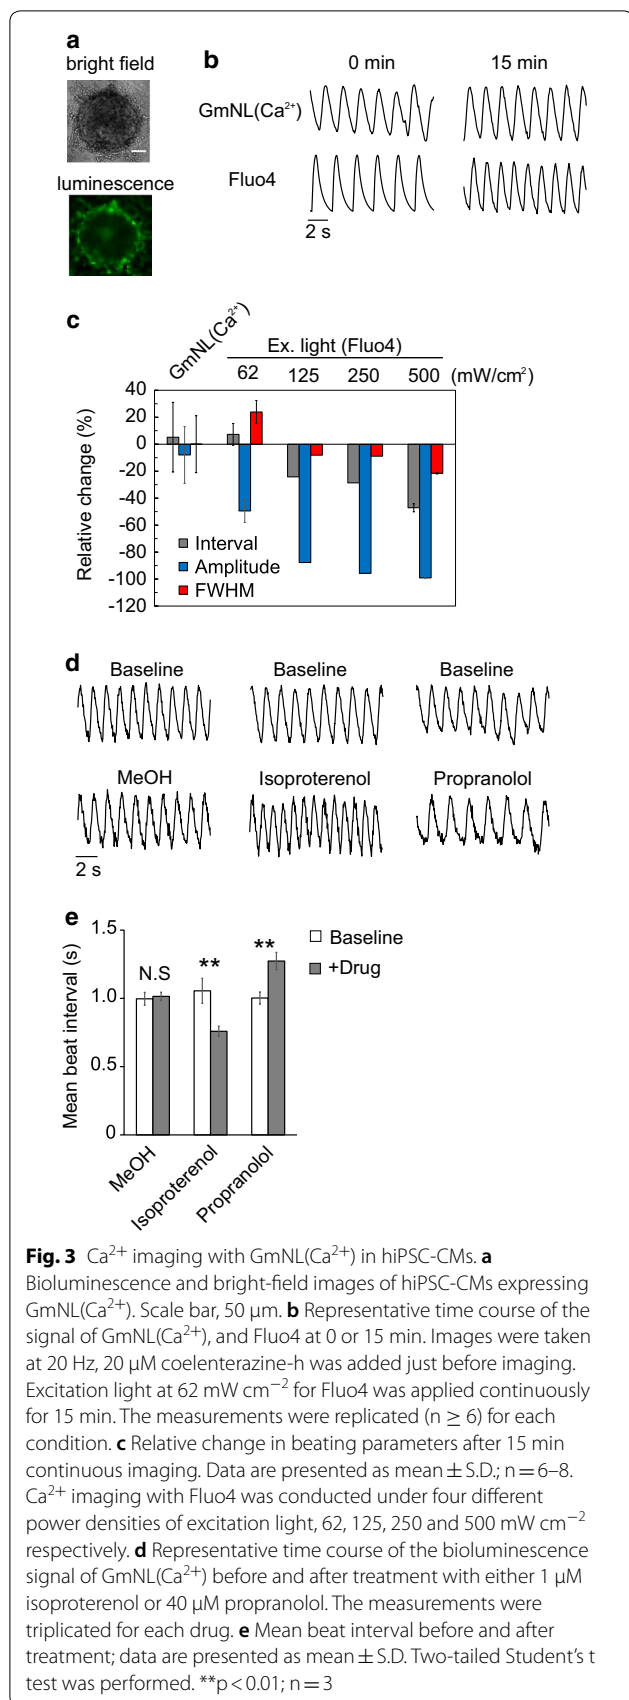 a
bright field
luminescence
b
0 min 15 min
GmNL(Ca²⁺)
Fluo4
2 s
c
GmNL(Ca²⁺)
Ex. light (Fluo4)
62 125 250 500 (mW/cm²)
Relative change (%)
40
20
0
-20
-40
-60
-80
-100
-120
Interval
Amplitude
FWHM
d
Baseline Baseline Baseline
MeOH Isoproterenol Propranolol
2 s
e
Mean beat interval (s)
1.5
1.0
0.5
0
N.S ** **
Baseline
+Drug
MeOH
Isoproterenol
Propranolol
Fig. 3 Ca²⁺ imaging with GmNL(Ca²⁺) in hiPSC-CMs. a
Bioluminescence and bright-field images of hiPSC-CMs expressing
GmNL(Ca²⁺). Scale bar, 50 μm. b Representative time course of the
signal of GmNL(Ca²⁺), and Fluo4 at 0 or 15 min. Images were taken
at 20 Hz, 20 μM coelenterazine-h was added just before imaging.
Excitation light at 62 mW cm⁻² for Fluo4 was applied continuously
for 15 min. The measurements were replicated (n ≥ 6) for each
condition. c Relative change in beating parameters after 15 min
continuous imaging. Data are presented as mean ± S.D.; n = 6–8.
Ca²⁺ imaging with Fluo4 was conducted under four different
power densities of excitation light, 62, 125, 250 and 500 mW cm⁻²
respectively. d Representative time course of the bioluminescence
signal of GmNL(Ca²⁺) before and after treatment with either 1 μM
isoproterenol or 40 μM propranolol. The measurements were
triplicated for each drug. e Mean beat interval before and after
treatment; data are presented as mean ± S.D. Two-tailed Student's t
test was performed. **p < 0.01; n = 3